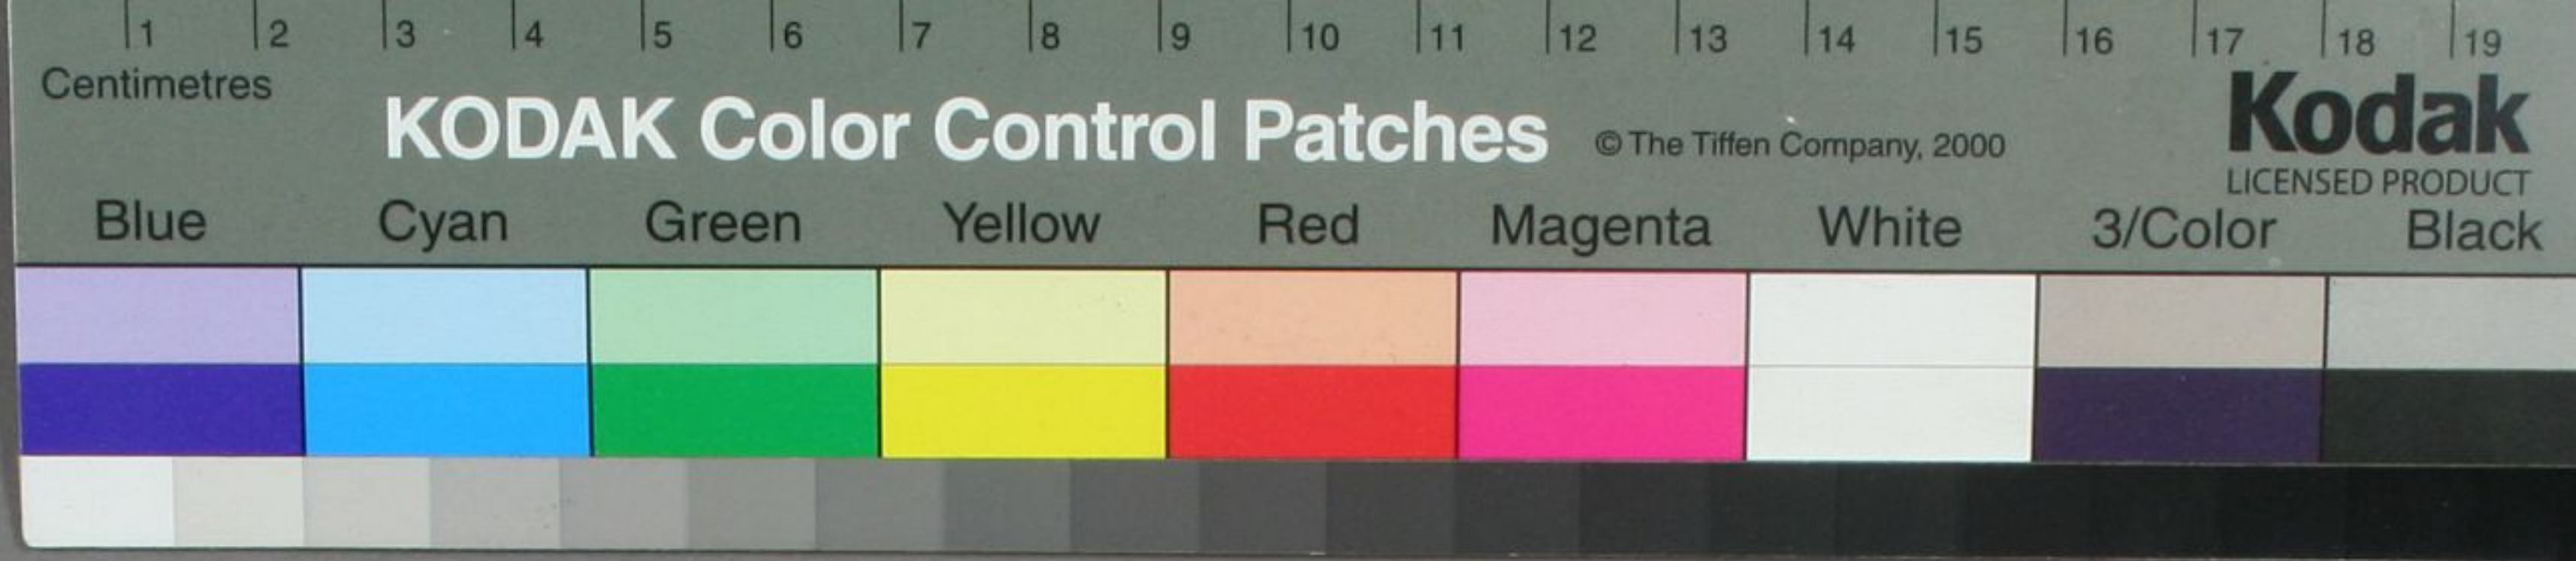 1 2 3 4 5 6 7 8 9 10 11 12 13 14 15 16 17 18 19
Centimetres
KODAK Color Control Patches © The Tiffen Company, 2000
Kodak
LICENSED PRODUCT
Blue Cyan Green Yellow Red Magenta White 3/Color Black